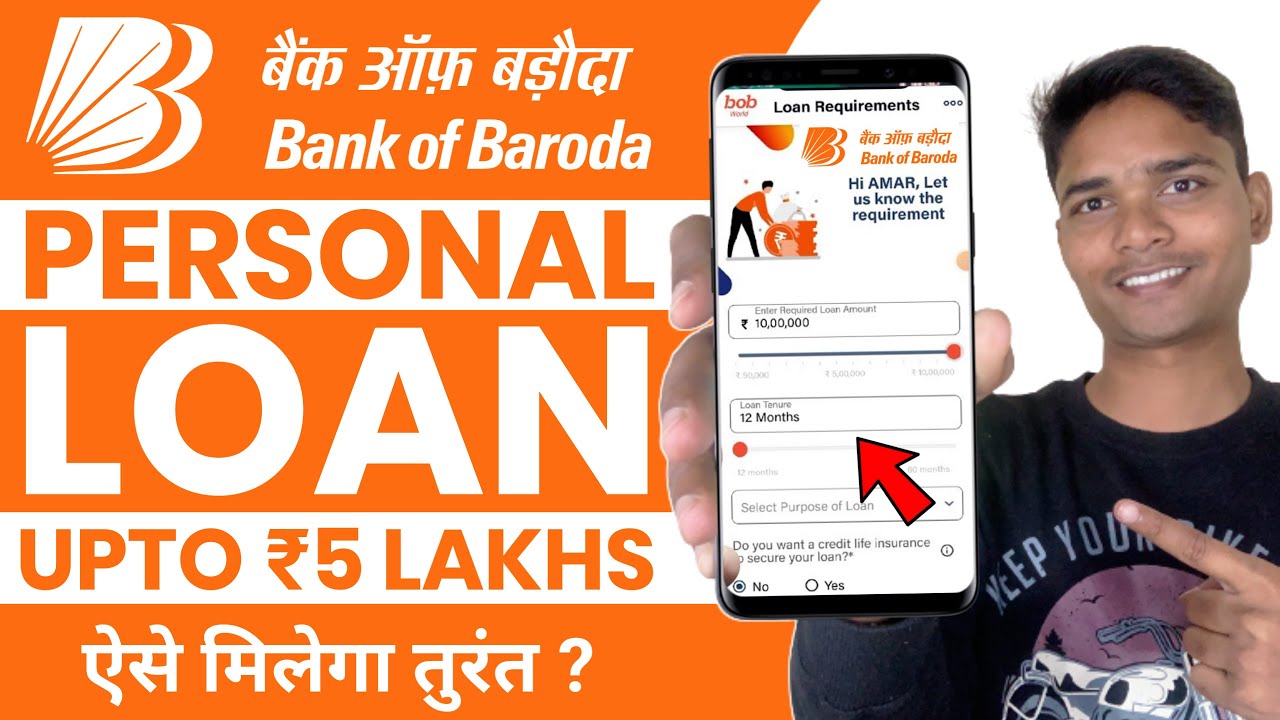 बैंक ऑफ़ बड़ौदा
Bank of Baroda
PERSONAL
LOAN
UPTO ₹5 LAKHS
ऐसे मिलेगा तुरंत ?
bob
World
Loan Requirements
बैंक ऑफ़ बड़ौदा
Bank of Baroda
Hi AMAR, Let
us know the
requirement
Enter Required Loan Amount
₹ 10,00,000
₹ 50,000 ₹ 5,00,000 ₹ 10,00,000
Loan Tenure
12 Months
12 months 60 months
Select Purpose of Loan
Do you want a credit life insurance
to secure your loan?*
No Yes
KEEP YOUR BIKE